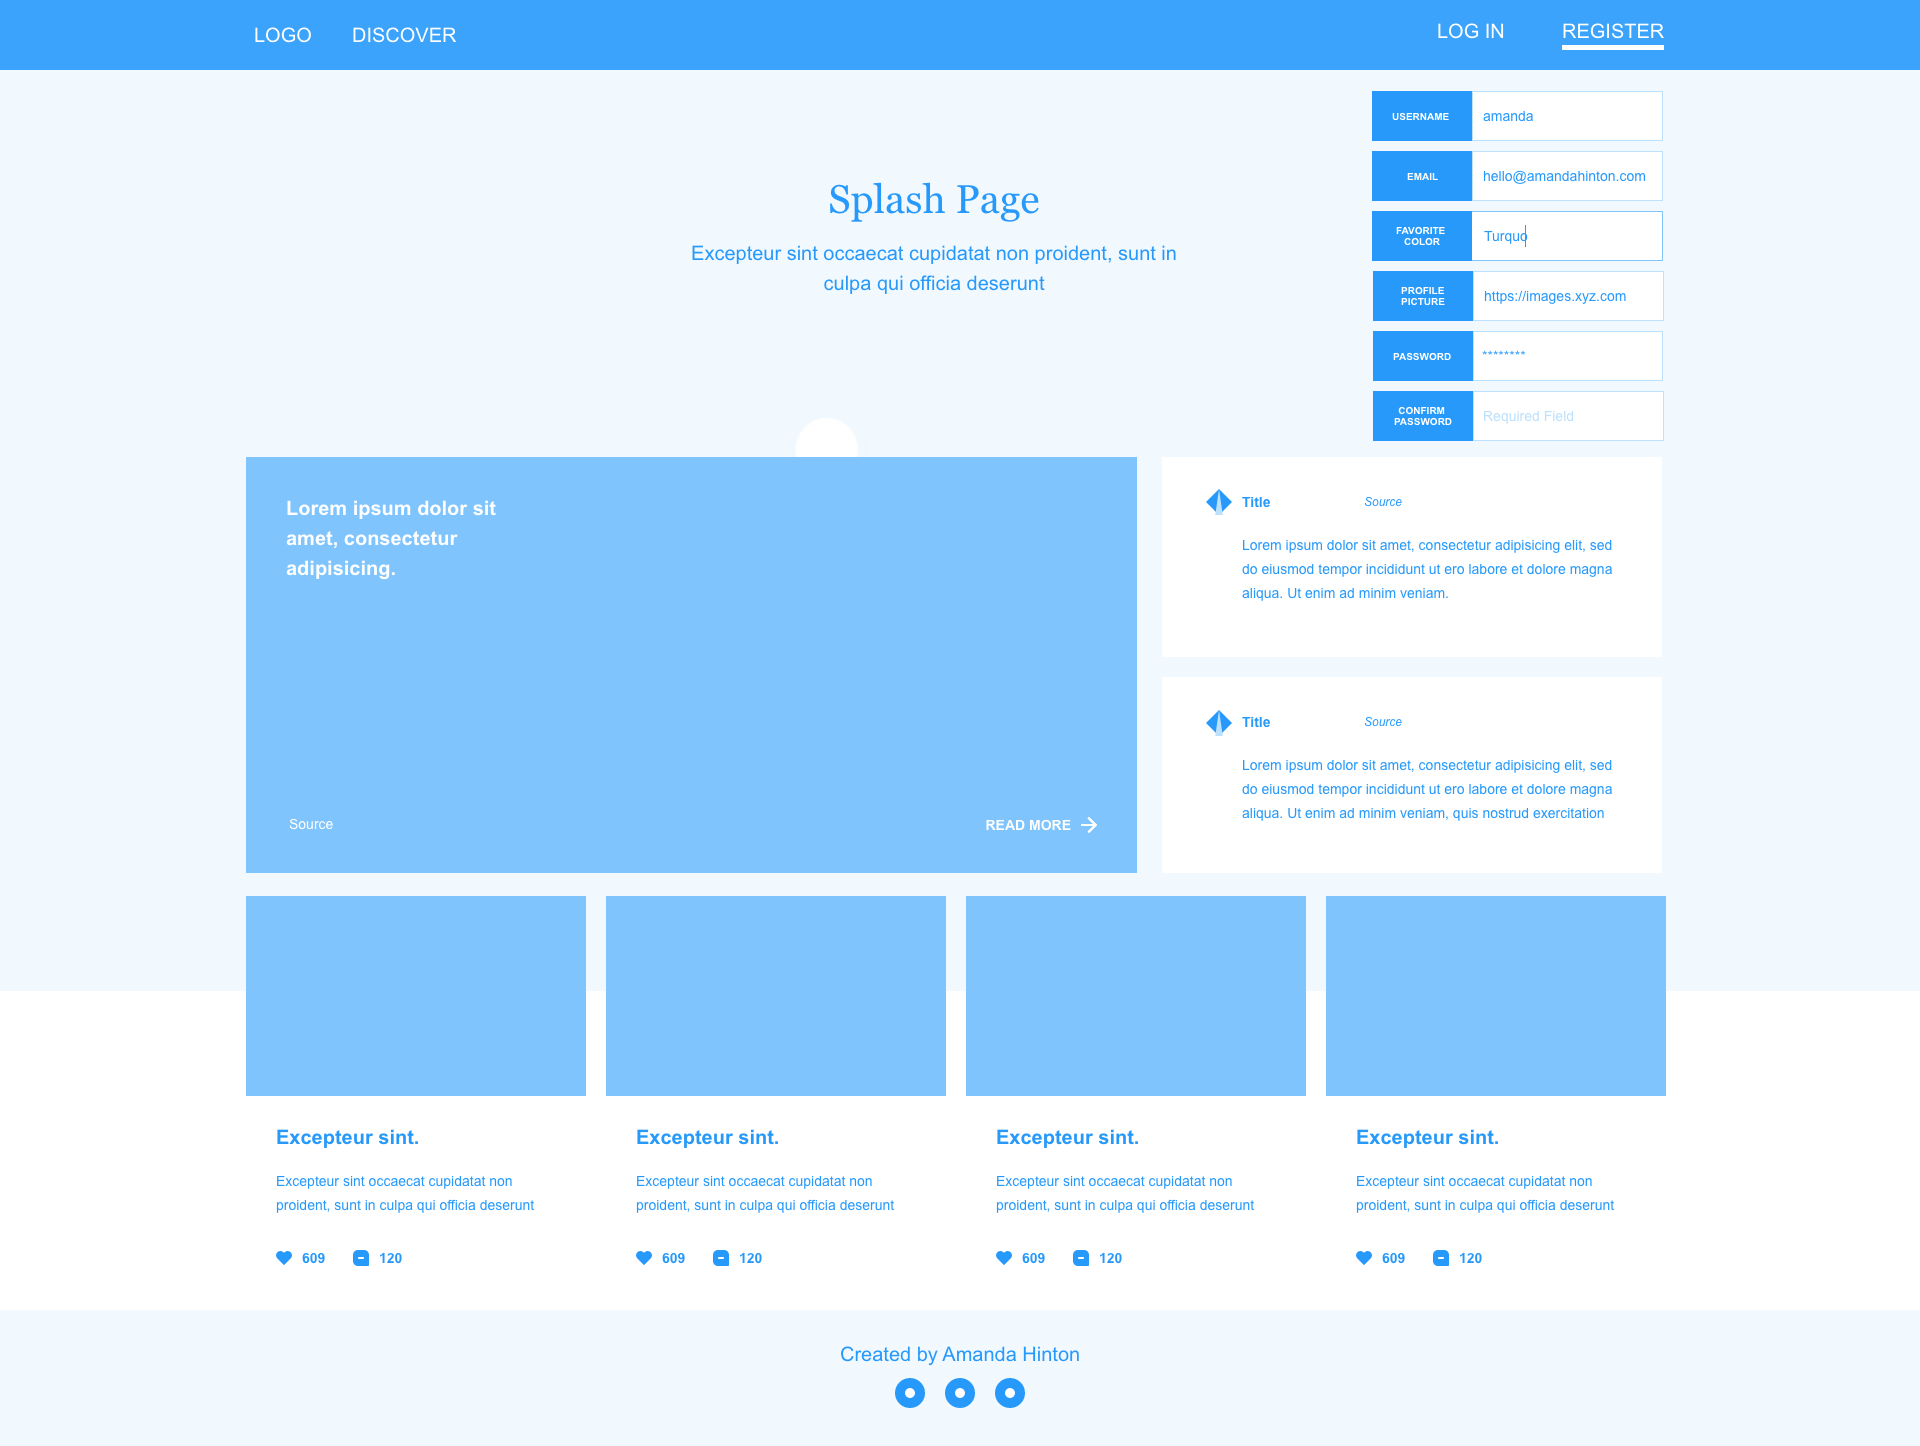 LOGO
DISCOVER
LOG IN
REGISTER
USERNAME
amanda
EMAIL
hello@amandahinton.com
FAVORITE
COLOR
Turquo
PROFILE
PICTURE
https://images.xyz.com
PASSWORD
********
CONFIRM
PASSWORD
Required Field
Splash Page
Excepteur sint occaecat cupidatat non proident, sunt in
culpa qui officia deserunt
Lorem ipsum dolor sit
amet, consectetur
adipisicing.
Source
READ MORE
Title
Source
Lorem ipsum dolor sit amet, consectetur adipisicing elit, sed
do eiusmod tempor incididunt ut ero labore et dolore magna
aliqua. Ut enim ad minim veniam.
Title
Source
Lorem ipsum dolor sit amet, consectetur adipisicing elit, sed
do eiusmod tempor incididunt ut ero labore et dolore magna
aliqua. Ut enim ad minim veniam, quis nostrud exercitation
Excepteur sint.
Excepteur sint occaecat cupidatat non
proident, sunt in culpa qui officia deserunt
609
120
Excepteur sint.
Excepteur sint occaecat cupidatat non
proident, sunt in culpa qui officia deserunt
609
120
Excepteur sint.
Excepteur sint occaecat cupidatat non
proident, sunt in culpa qui officia deserunt
609
120
Excepteur sint.
Excepteur sint occaecat cupidatat non
proident, sunt in culpa qui officia deserunt
609
120
Created by Amanda Hinton